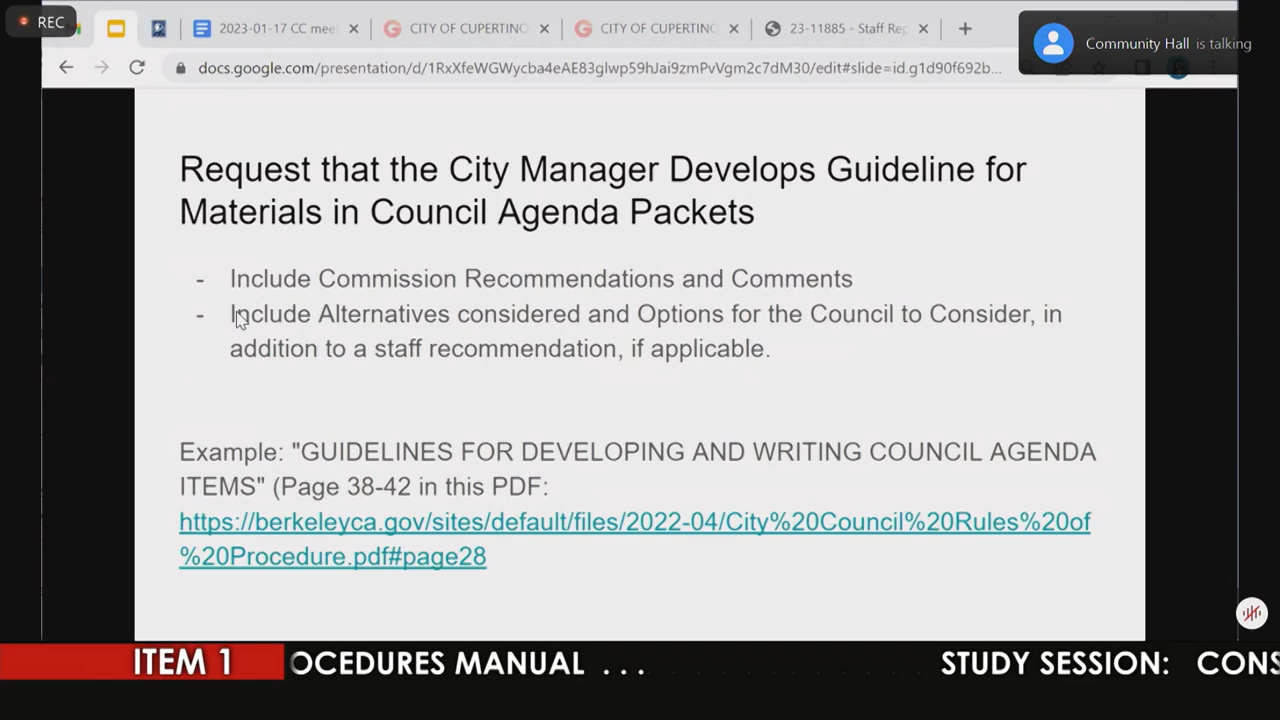 REC
2023-01-17 CC mee
CITY OF CUPERTINO
CITY OF CUPERTINO
23-11885 - Staff Re
Community Hall is talking
docs.google.com/presentation/d/1RxXfeWGWycba4eAE83glwp59hJai9zmPvVgm2c7dM30/edit#slide=id.g1d90f692b...
Request that the City Manager Develops Guideline for
Materials in Council Agenda Packets
- Include Commission Recommendations and Comments
- Include Alternatives considered and Options for the Council to Consider, in
addition to a staff recommendation, if applicable.
Example: "GUIDELINES FOR DEVELOPING AND WRITING COUNCIL AGENDA
ITEMS" (Page 38-42 in this PDF:
https://berkeleyca.gov/sites/default/files/2022-04/City%20Council%20Rules%20of
%20Procedure.pdf#page28
ITEM 1 OCEDURES MANUAL ... STUDY SESSION: CONS